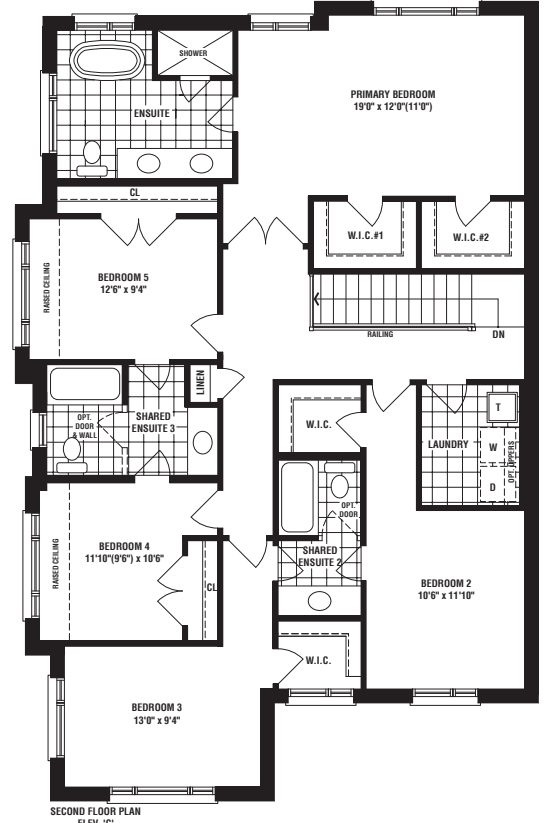 SHOWER
PRIMARY BEDROOM
19'0" x 12'0"(11'0")
ENSUITE
CL
W.I.C.#1
W.I.C.#2
BEDROOM 5
12'6" x 9'4"
RAISED CEILING
RAILING
DN
LINEN
OPT.
DOOR
& WALL
SHARED
ENSUITE 3
W.I.C.
LAUNDRY
T
W
D
OPT. UPPERS
OPT.
DOOR
BEDROOM 4
11'10"(9'6") x 10'6"
RAISED CEILING
CL
SHARED
ENSUITE 2
BEDROOM 2
10'6" x 11'10"
W.I.C.
BEDROOM 3
13'0" x 9'4"
SECOND FLOOR PLAN
ELEV. 'C'